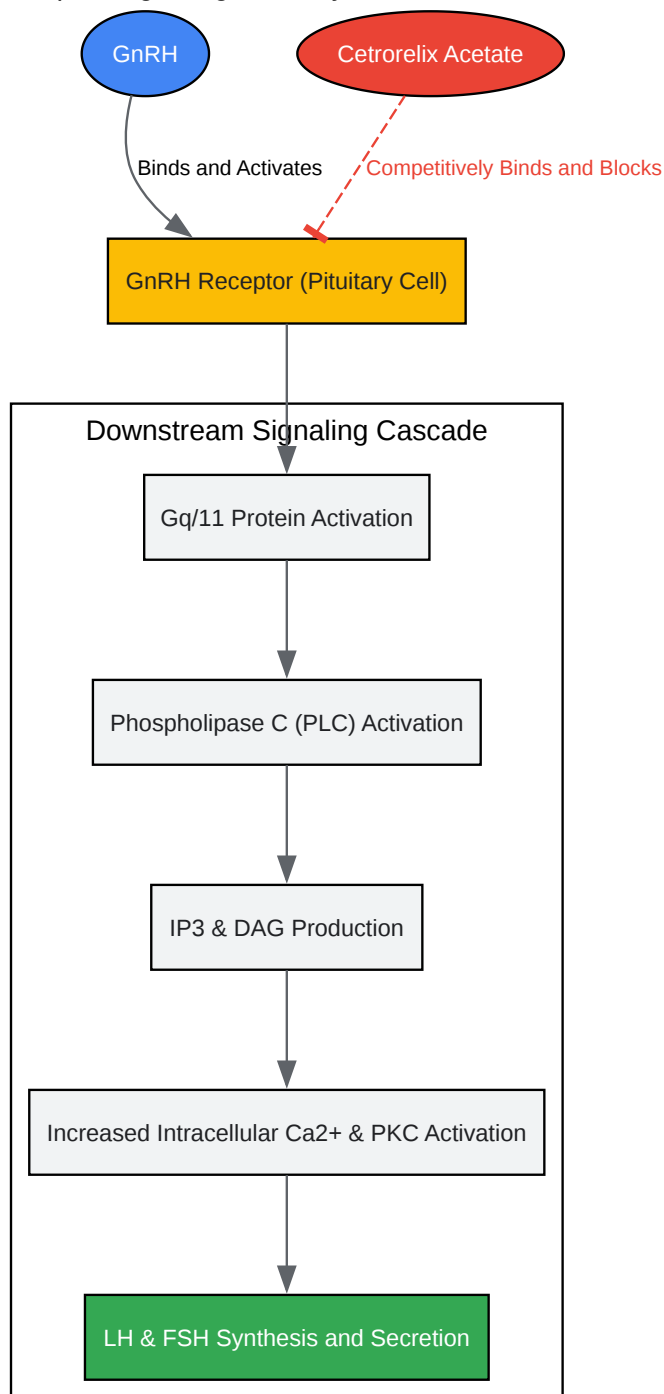 GnRH
Cetrorelix Acetate
Binds and Activates
Competitively Binds and Blocks
GnRH Receptor (Pituitary Cell)
Downstream Signaling Cascade
Gq/11 Protein Activation
Phospholipase C (PLC) Activation
IP3 & DAG Production
Increased Intracellular Ca2+ & PKC Activation
LH & FSH Synthesis and Secretion